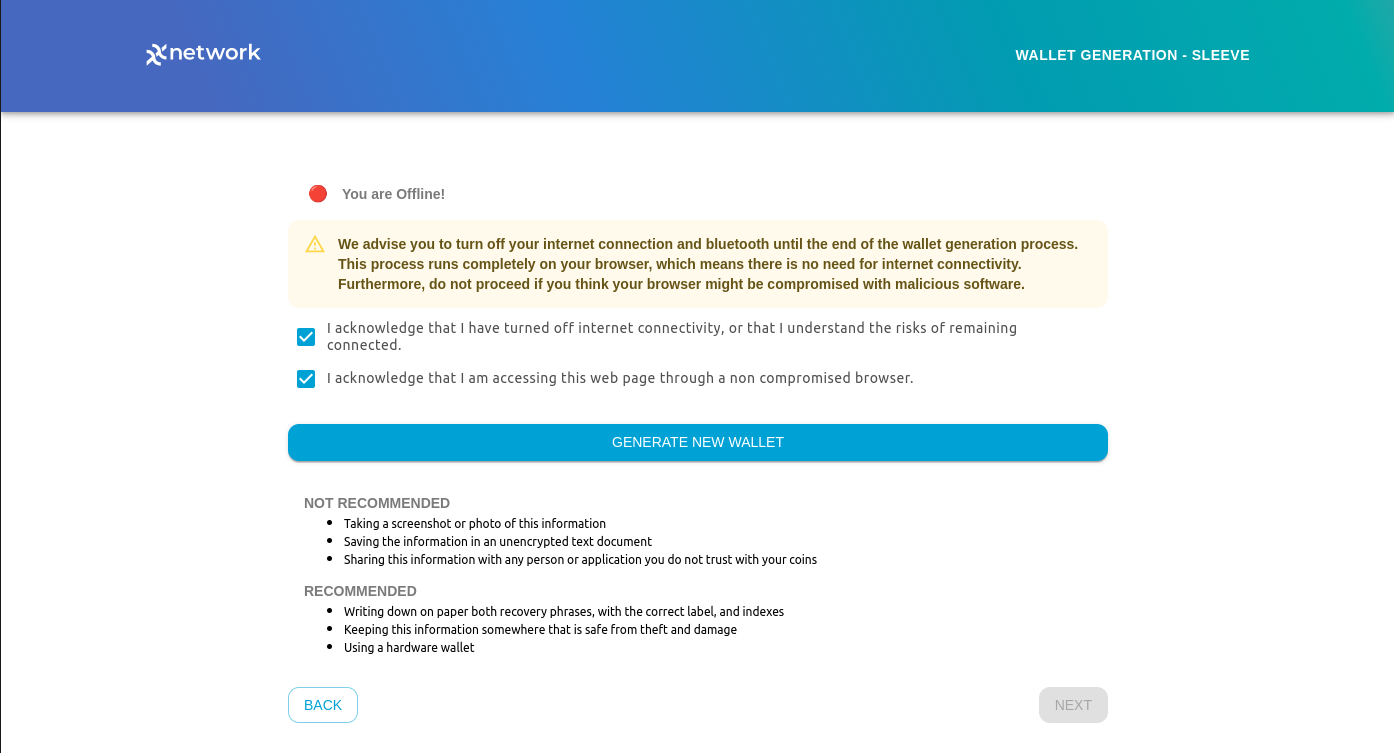 network
WALLET GENERATION - SLEEVE
You are Offline!
We advise you to turn off your internet connection and bluetooth until the end of the wallet generation process.
This process runs completely on your browser, which means there is no need for internet connectivity.
Furthermore, do not proceed if you think your browser might be compromised with malicious software.
I acknowledge that I have turned off internet connectivity, or that I understand the risks of remaining
connected.
I acknowledge that I am accessing this web page through a non compromised browser.
GENERATE NEW WALLET
NOT RECOMMENDED
Taking a screenshot or photo of this information
Saving the information in an unencrypted text document
Sharing this information with any person or application you do not trust with your coins
RECOMMENDED
Writing down on paper both recovery phrases, with the correct label, and indexes
Keeping this information somewhere that is safe from theft and damage
Using a hardware wallet
BACK
NEXT